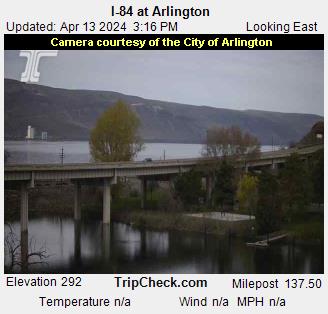 I-84 at Arlington
Updated: Apr 13 2024 3:16 PM Looking East
Camera courtesy of the City of Arlington
Elevation 292 TripCheck.com Milepost 137.50
Temperature n/a Wind n/a MPH n/a